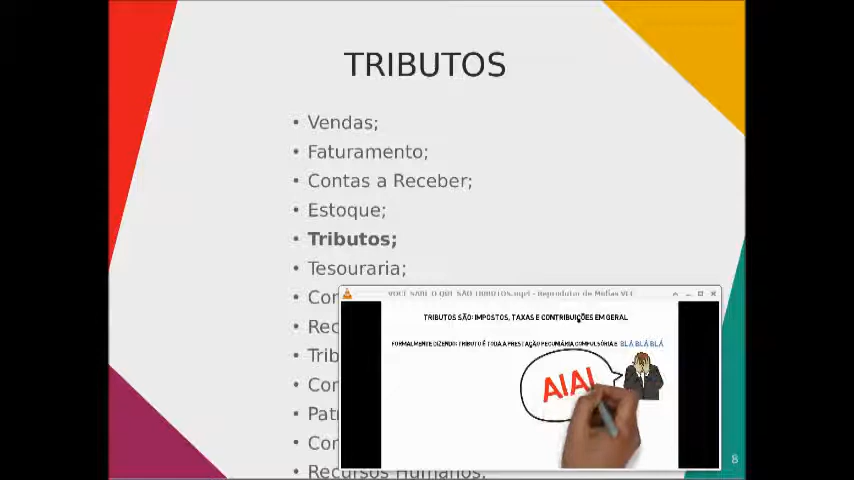 TRIBUTOS
• Vendas;
• Faturamento;
• Contas a Receber;
• Estoque;
• Tributos;
• Tesouraria;
• Con
• Rec
• Trib
• Con
• Patr
• Con
• Recursos Humanos.
VOCÊ SABE O QUE SÃO TRIBUTOS.mp4 - Reprodutor de Mídias VLC
TRIBUTOS SÃO: IMPOSTOS, TAXAS E CONTRIBUIÇÕES EM GERAL
FORMALMENTE DIZENDO: TRIBUTO É TODA A PRESTAÇÃO PECUNIÁRIA COMPULSÓRIA E BLÁ BLÁ BLÁ
AIAI
8